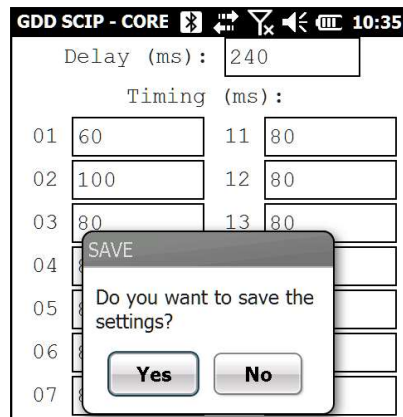 GDD SCIP - CORE 10:35
Delay (ms): 240
Timing (ms):
01 60 11 80
02 100 12 80
03 80 13 80
SAVE
04
Do you want to save the
05
settings?
06
Yes No
07